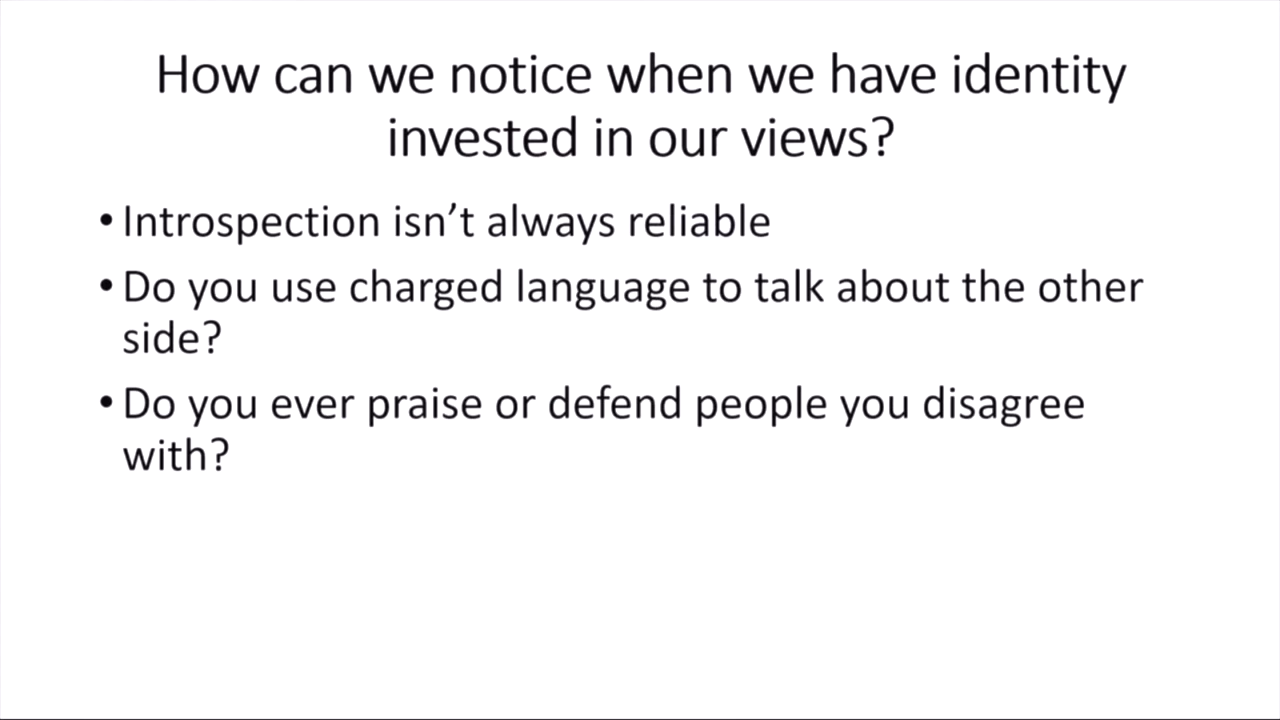 How can we notice when we have identity
invested in our views?
• Introspection isn’t always reliable
• Do you use charged language to talk about the other
side?
• Do you ever praise or defend people you disagree
with?